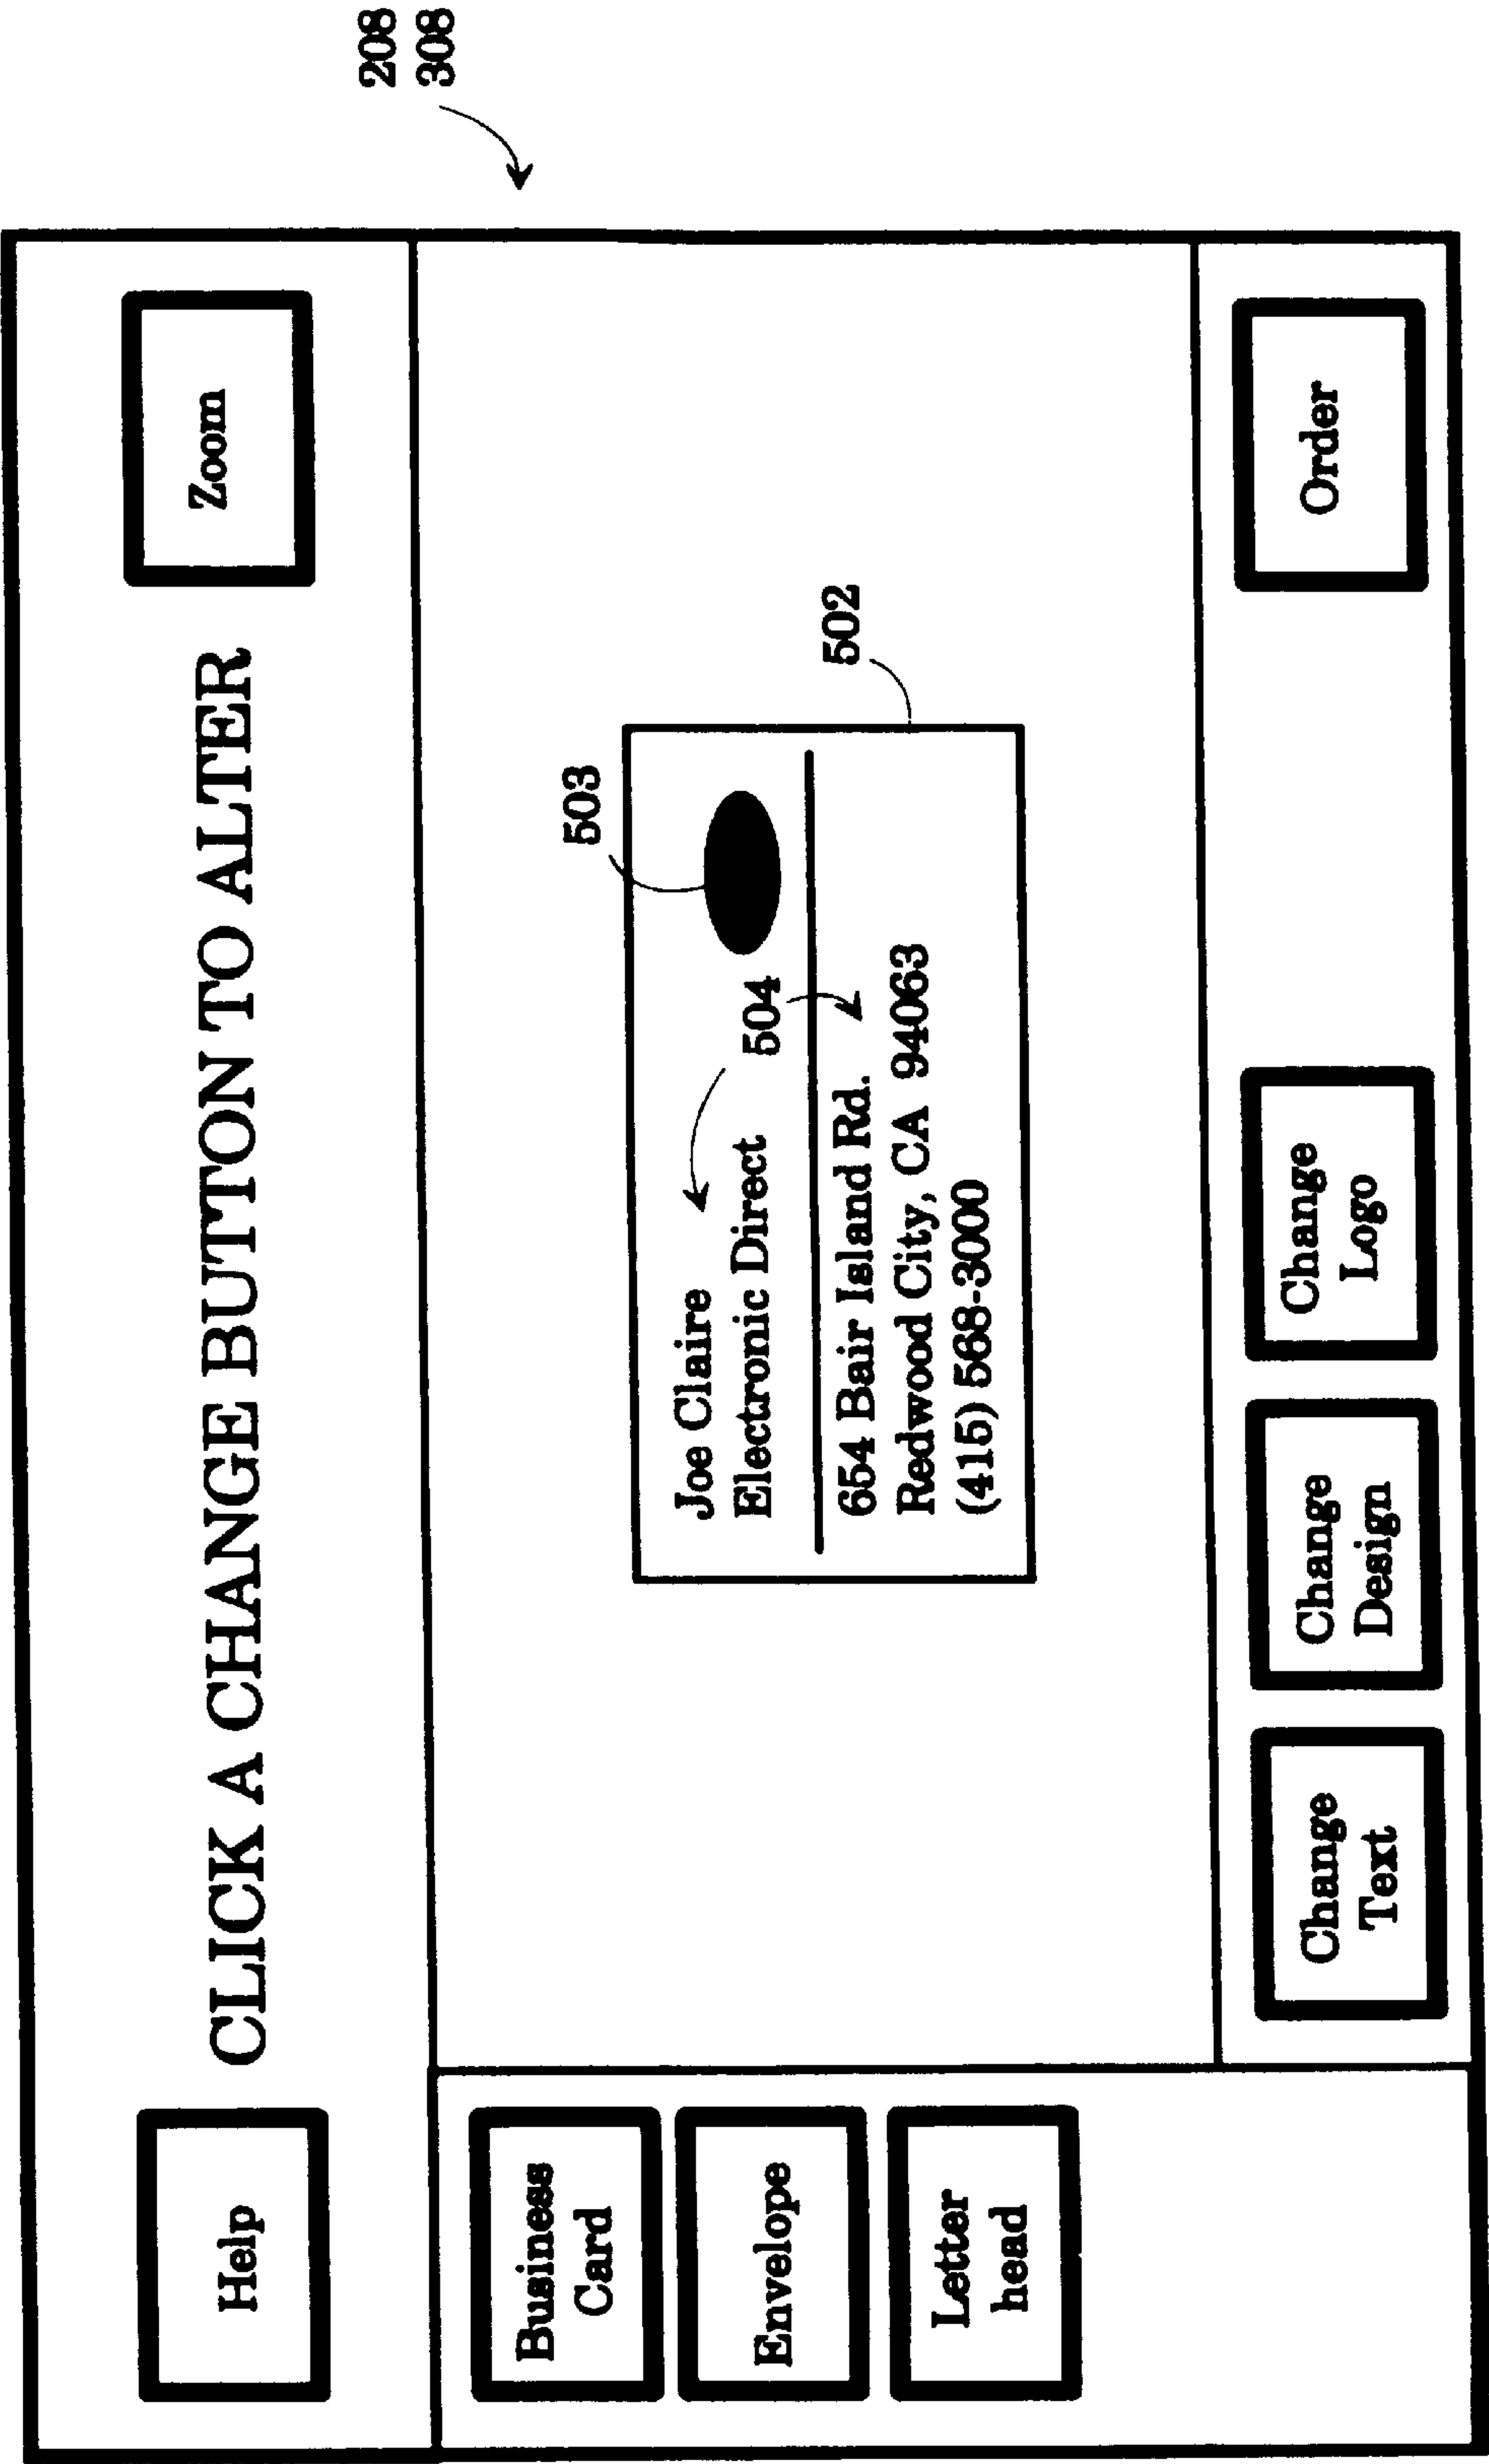 208
308
Help
CLICK A CHANGE BUTTON TO ALTER
Zoom
Business
Card
Envelope
Letter
head
503
Joe Claire
Electronic Direct
504
502
654 Bair Island Rd.
Redwood City, CA 94063
(415) 568-3000
Change
Text
Change
Design
Change
Logo
Order